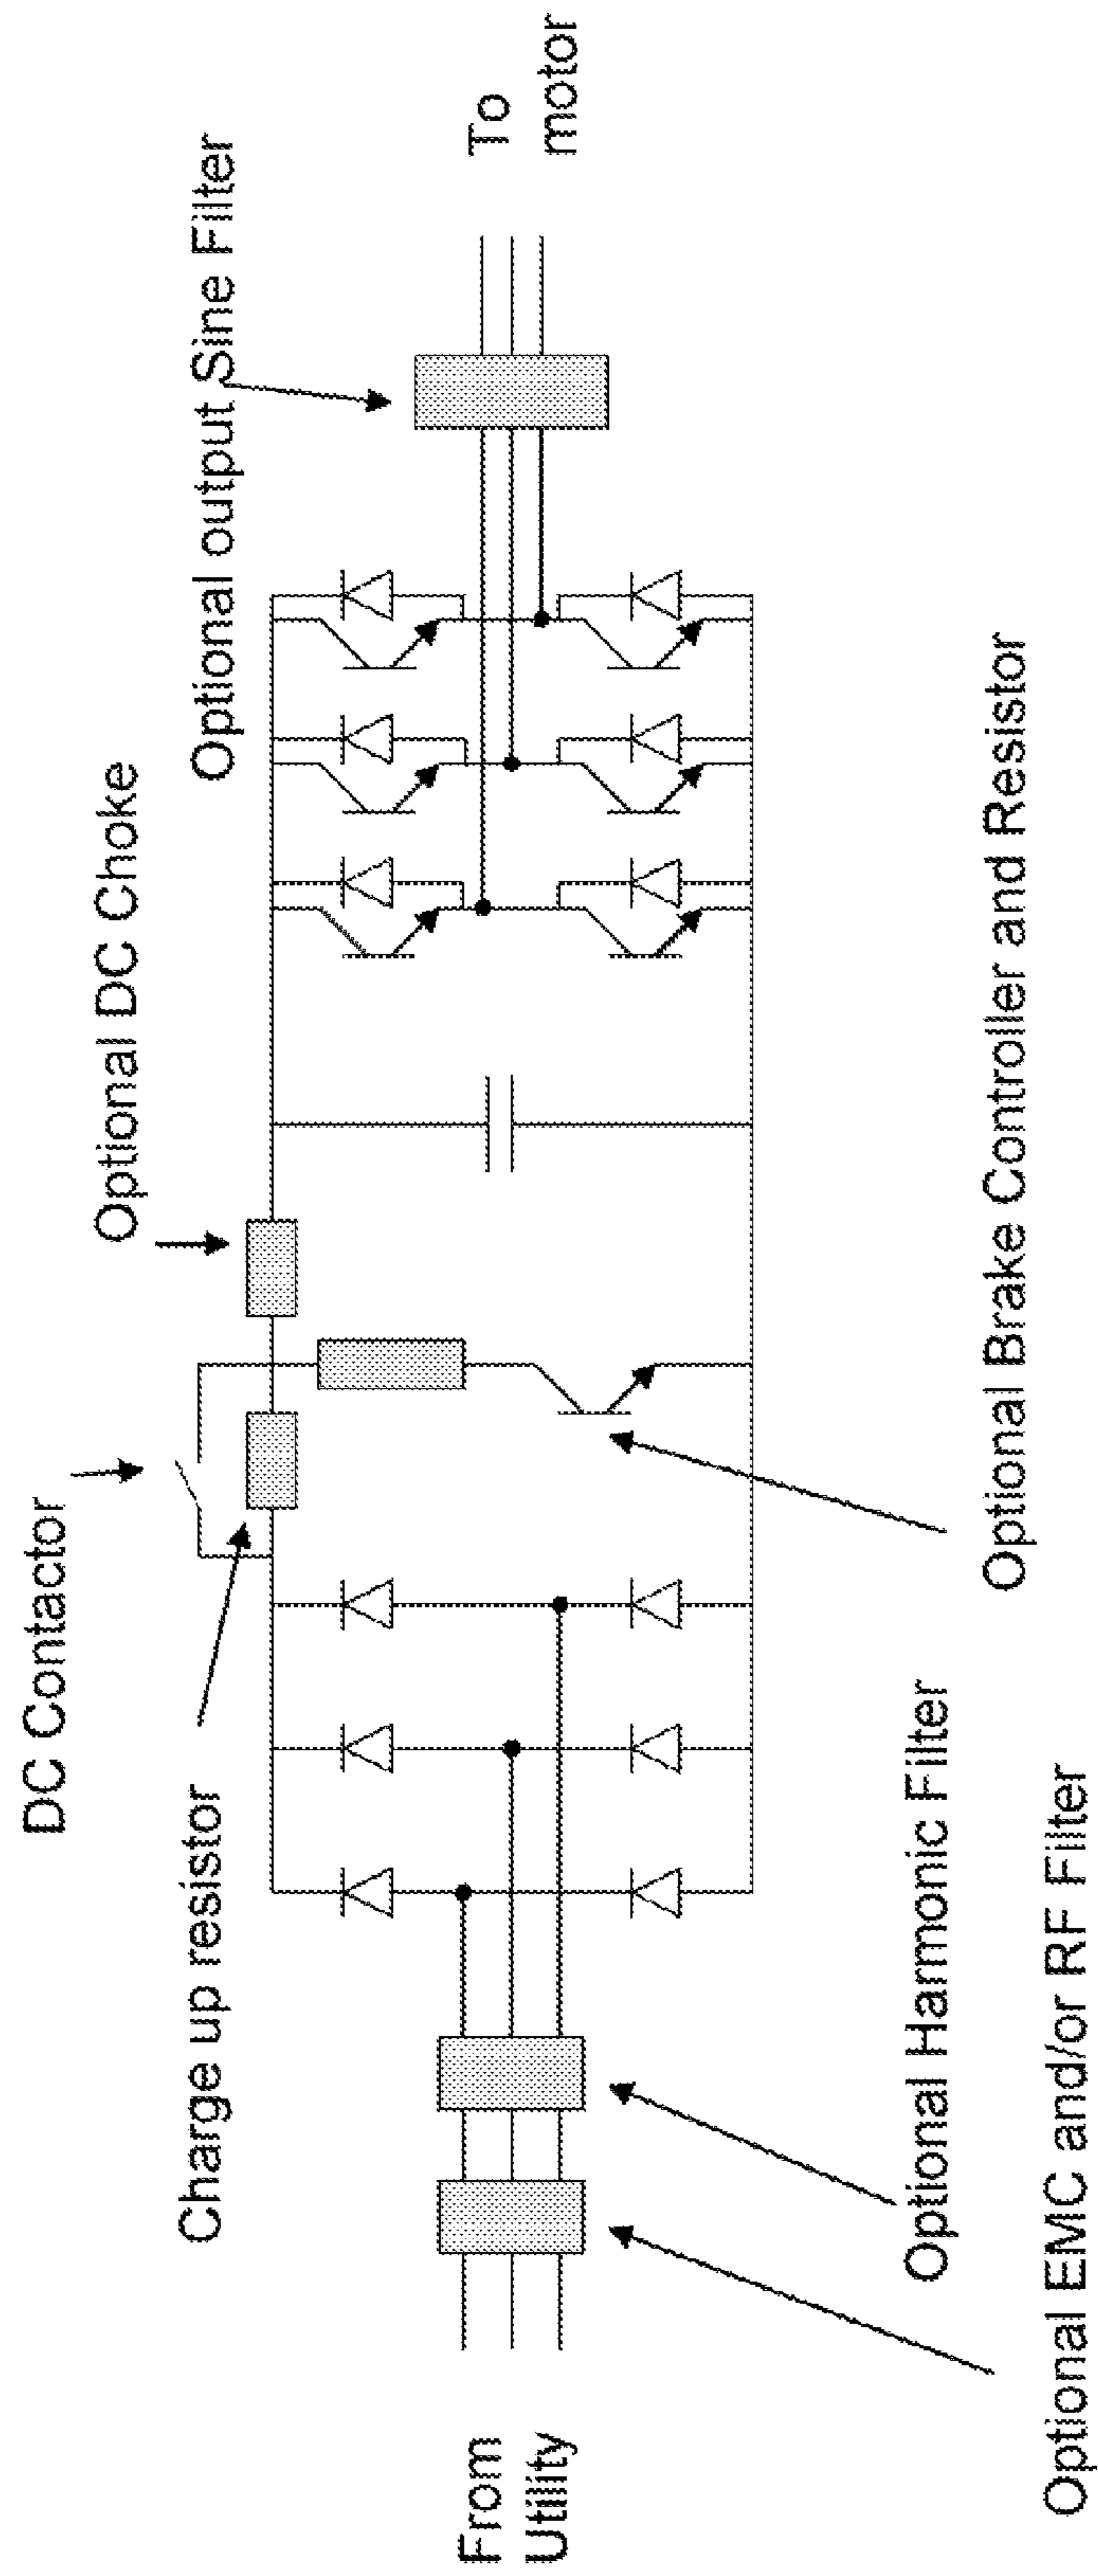 DC Contactor
Optional DC Choke
Charge up resistor
Optional output Sine Filter
From
Utility
To
motor
Optional Harmonic Filter
Optional Brake Controller and Resistor
Optional EMC and/or RF Filter